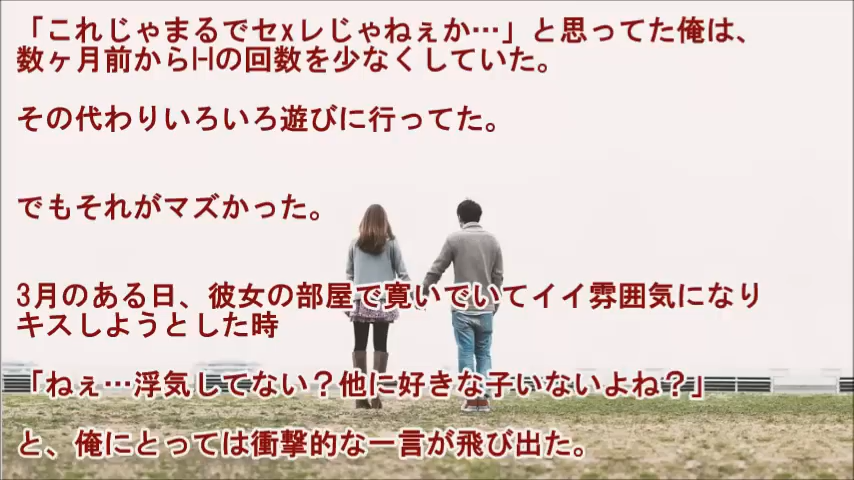 「これじゃまるでセxレじゃねぇか…」と思ってた俺は、
数ヶ月前からI-Iの回数を少なくしていた。
その代わりいろいろ遊びに行ってた。
でもそれがマズかった。
3月のある日、彼女の部屋で寛いでいてイイ雰囲気になり
キスしようとした時
「ねぇ…浮気してない？他に好きな子いないよね？」
と、俺にとっては衝撃的な一言が飛び出た。